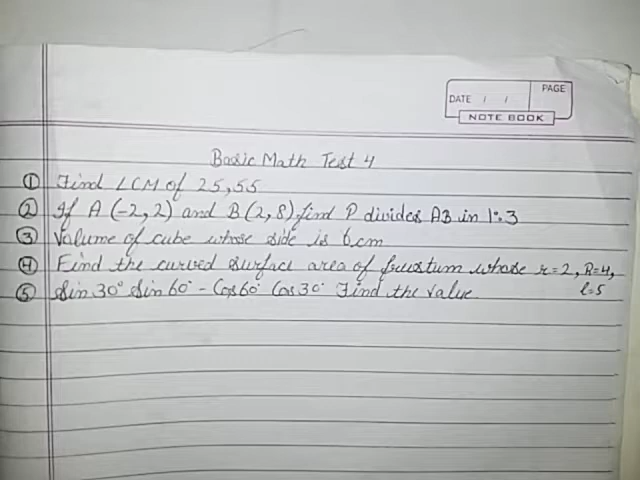 PAGE
DATE / /
NOTE BOOK
Basic Math Test 4
① Find LCM of 25,55
② If A (-2,2) and B(2,8) find P divides AB in 1:3
③ Volume of cube whose side is 6cm
④ Find the curved surface area of frustum whose r=2, R=4,
l=5
⑤ Sin 30° Sin 60° - Cos 60° Cos 30° Find the value